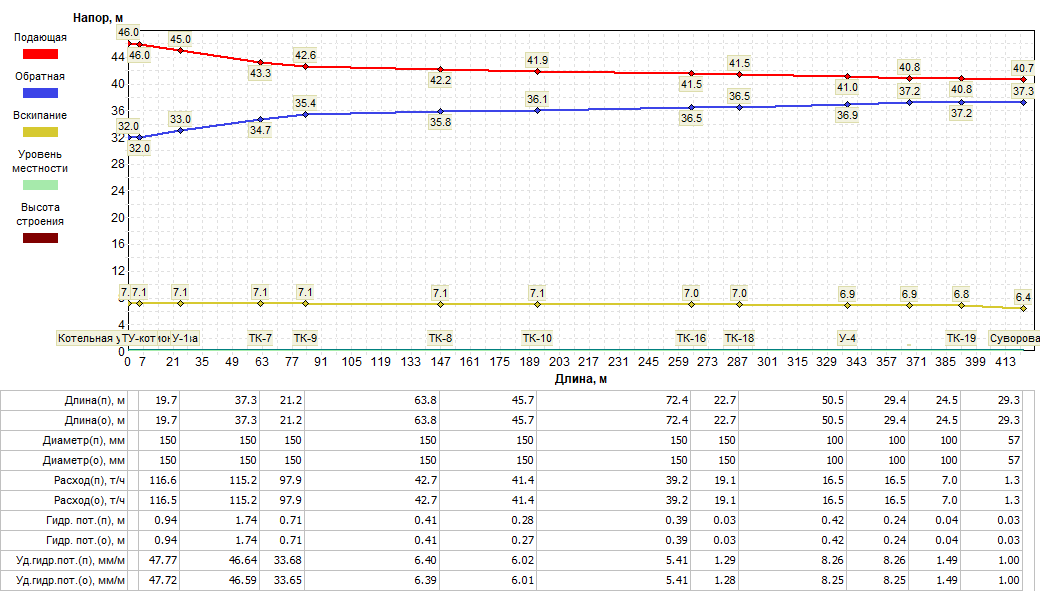 Напор, м
Подающая
Обратная
Вскипание
Уровень
местности
Высота
строения
46.0 45.0 42.6 41.9 41.5 40.8 40.7
46.0 43.3 42.2 41.5 41.0 40.8
32.0 33.0 35.4 36.1 36.5 37.2 37.3
32.0 34.7 35.8 36.5 36.9 37.2
7.1 7.1 7.1 7.1 7.1 7.1 7.0 7.0 6.9 6.9 6.8 6.4
44
40
36
32
28
24
20
16
12
8
4
0
Котельная ТУ-кот У-1 ТК-7 ТК-9 ТК-8 ТК-10 ТК-16 ТК-18 У-4 ТК-19 Суворова
0 7 21 35 49 63 77 91 105 119 133 147 161 175 189 203 217 231 245 259 273 287 301 315 329 343 357 371 385 399 413
Длина, м
Длина(п), м 19.7 37.3 21.2 63.8 45.7 72.4 22.7 50.5 29.4 24.5 29.3
Длина(о), м 19.7 37.3 21.2 63.8 45.7 72.4 22.7 50.5 29.4 24.5 29.3
Диаметр(п), мм 150 150 150 150 150 150 150 100 100 100 57
Диаметр(о), мм 150 150 150 150 150 150 150 100 100 100 57
Расход(п), т/ч 116.6 115.2 97.9 42.7 41.4 39.2 19.1 16.5 16.5 7.0 1.3
Расход(о), т/ч 116.5 115.2 97.9 42.7 41.4 39.2 19.1 16.5 16.5 7.0 1.3
Гидр. пот.(п), м 0.94 1.74 0.71 0.41 0.28 0.39 0.03 0.42 0.24 0.04 0.03
Гидр. пот.(о), м 0.94 1.74 0.71 0.41 0.27 0.39 0.03 0.42 0.24 0.04 0.03
Уд.гидр.пот.(п), мм/м 47.77 46.64 33.68 6.40 6.02 5.41 1.29 8.26 8.26 1.49 1.00
Уд.гидр.пот.(о), мм/м 47.72 46.59 33.65 6.39 6.01 5.41 1.28 8.25 8.25 1.49 1.00